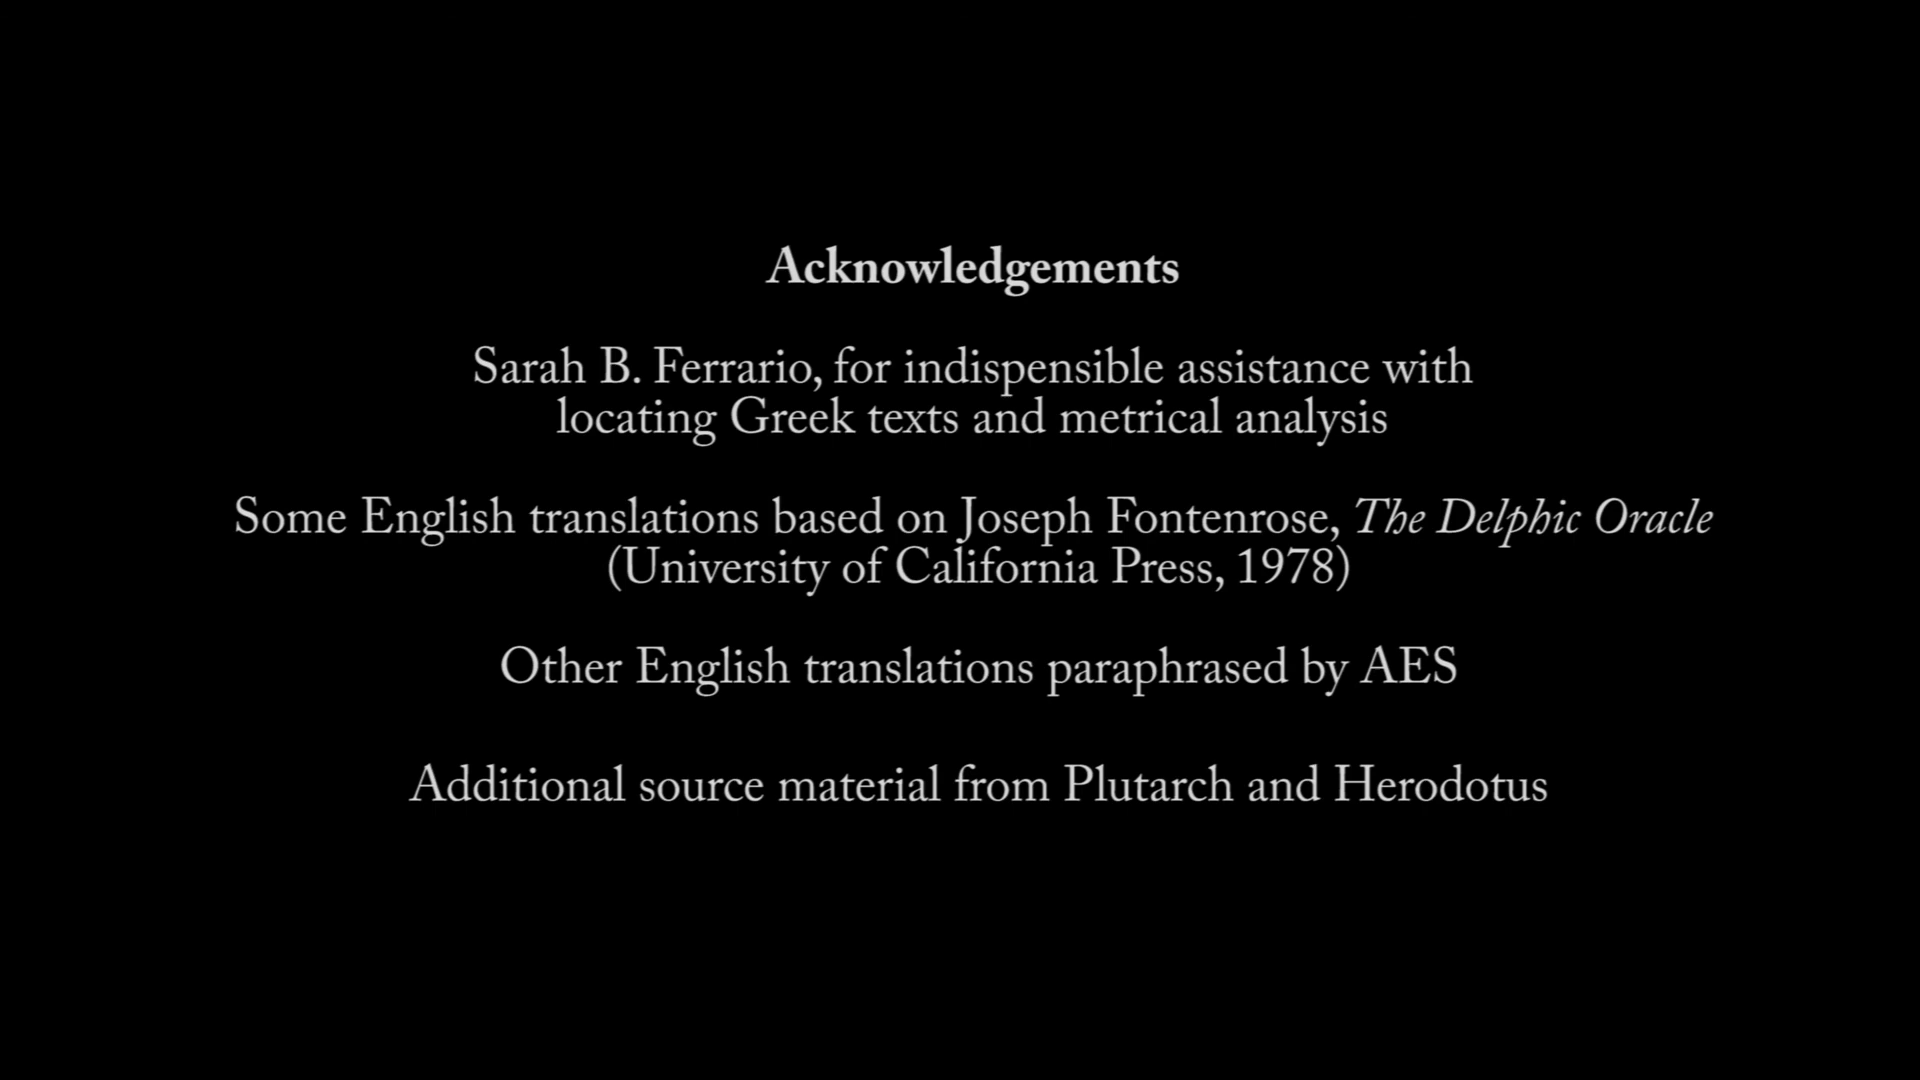 Acknowledgements
Sarah B. Ferrario, for indispensible assistance with
locating Greek texts and metrical analysis
Some English translations based on Joseph Fontenrose, The Delphic Oracle
(University of California Press, 1978)
Other English translations paraphrased by AES
Additional source material from Plutarch and Herodotus